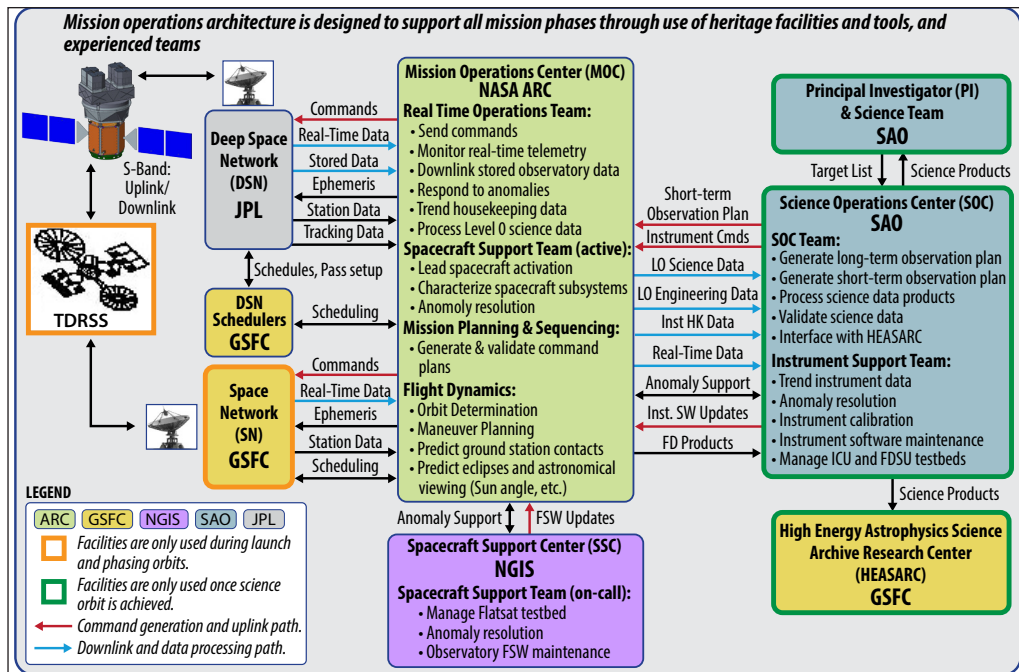 Mission operations architecture is designed to support all mission phases through use of heritage facilities and tools, and
experienced teams
S-Band:
Uplink/
Downlink
TDRSS
Deep Space
Network
(DSN)
JPL
Schedules, Pass setup
DSN
Schedulers
GSFC
Space
Network
(SN)
GSFC
Commands
Real-Time Data
Stored Data
Ephemeris
Station Data
Tracking Data
Scheduling
Commands
Real-Time Data
Ephemeris
Station Data
Scheduling
Mission Operations Center (MOC)
NASA ARC
Real Time Operations Team:
• Send commands
• Monitor real-time telemetry
• Downlink stored observatory data
• Respond to anomalies
• Trend housekeeping data
• Process Level 0 science data
Spacecraft Support Team (active):
• Lead spacecraft activation
• Characterize spacecraft subsystems
• Anomoly resolution
Mission Planning & Sequencing:
• Generate & validate command
plans
Flight Dynamics:
• Orbit Determination
• Maneuver Planning
• Predict ground station contacts
• Predict eclipses and astronomical
viewing (Sun angle, etc.)
Anomaly Support
FSW Updates
Spacecraft Support Center (SSC)
NGIS
Spacecraft Support Team (on-call):
• Manage Flatsat testbed
• Anomaly resolution
• Observatory FSW maintenance
Short-term
Observation Plan
Instrument Cmds
LO Science Data
LO Engineering Data
Inst HK Data
Real-Time Data
Anomaly Support
Inst. SW Updates
FD Products
Principal Investigator (PI)
& Science Team
SAO
Target List
Science Products
Science Operations Center (SOC)
SAO
SOC Team:
• Generate long-term observation plan
• Generate short-term observation plan
• Process science data products
• Validate science data
• Interface with HEASARC
Instrument Support Team:
• Trend instrument data
• Anomaly resolution
• Instrument calibration
• Instrument software maintenance
• Manage ICU and FDSU testbeds
Science Products
High Energy Astrophysics Science
Archive Research Center
(HEASARC)
GSFC
LEGEND
ARC
GSFC
NGIS
SAO
JPL
Facilities are only used during launch
and phasing orbits.
Facilities are only used once science
orbit is achieved.
Command generation and uplink path.
Downlink and data processing path.